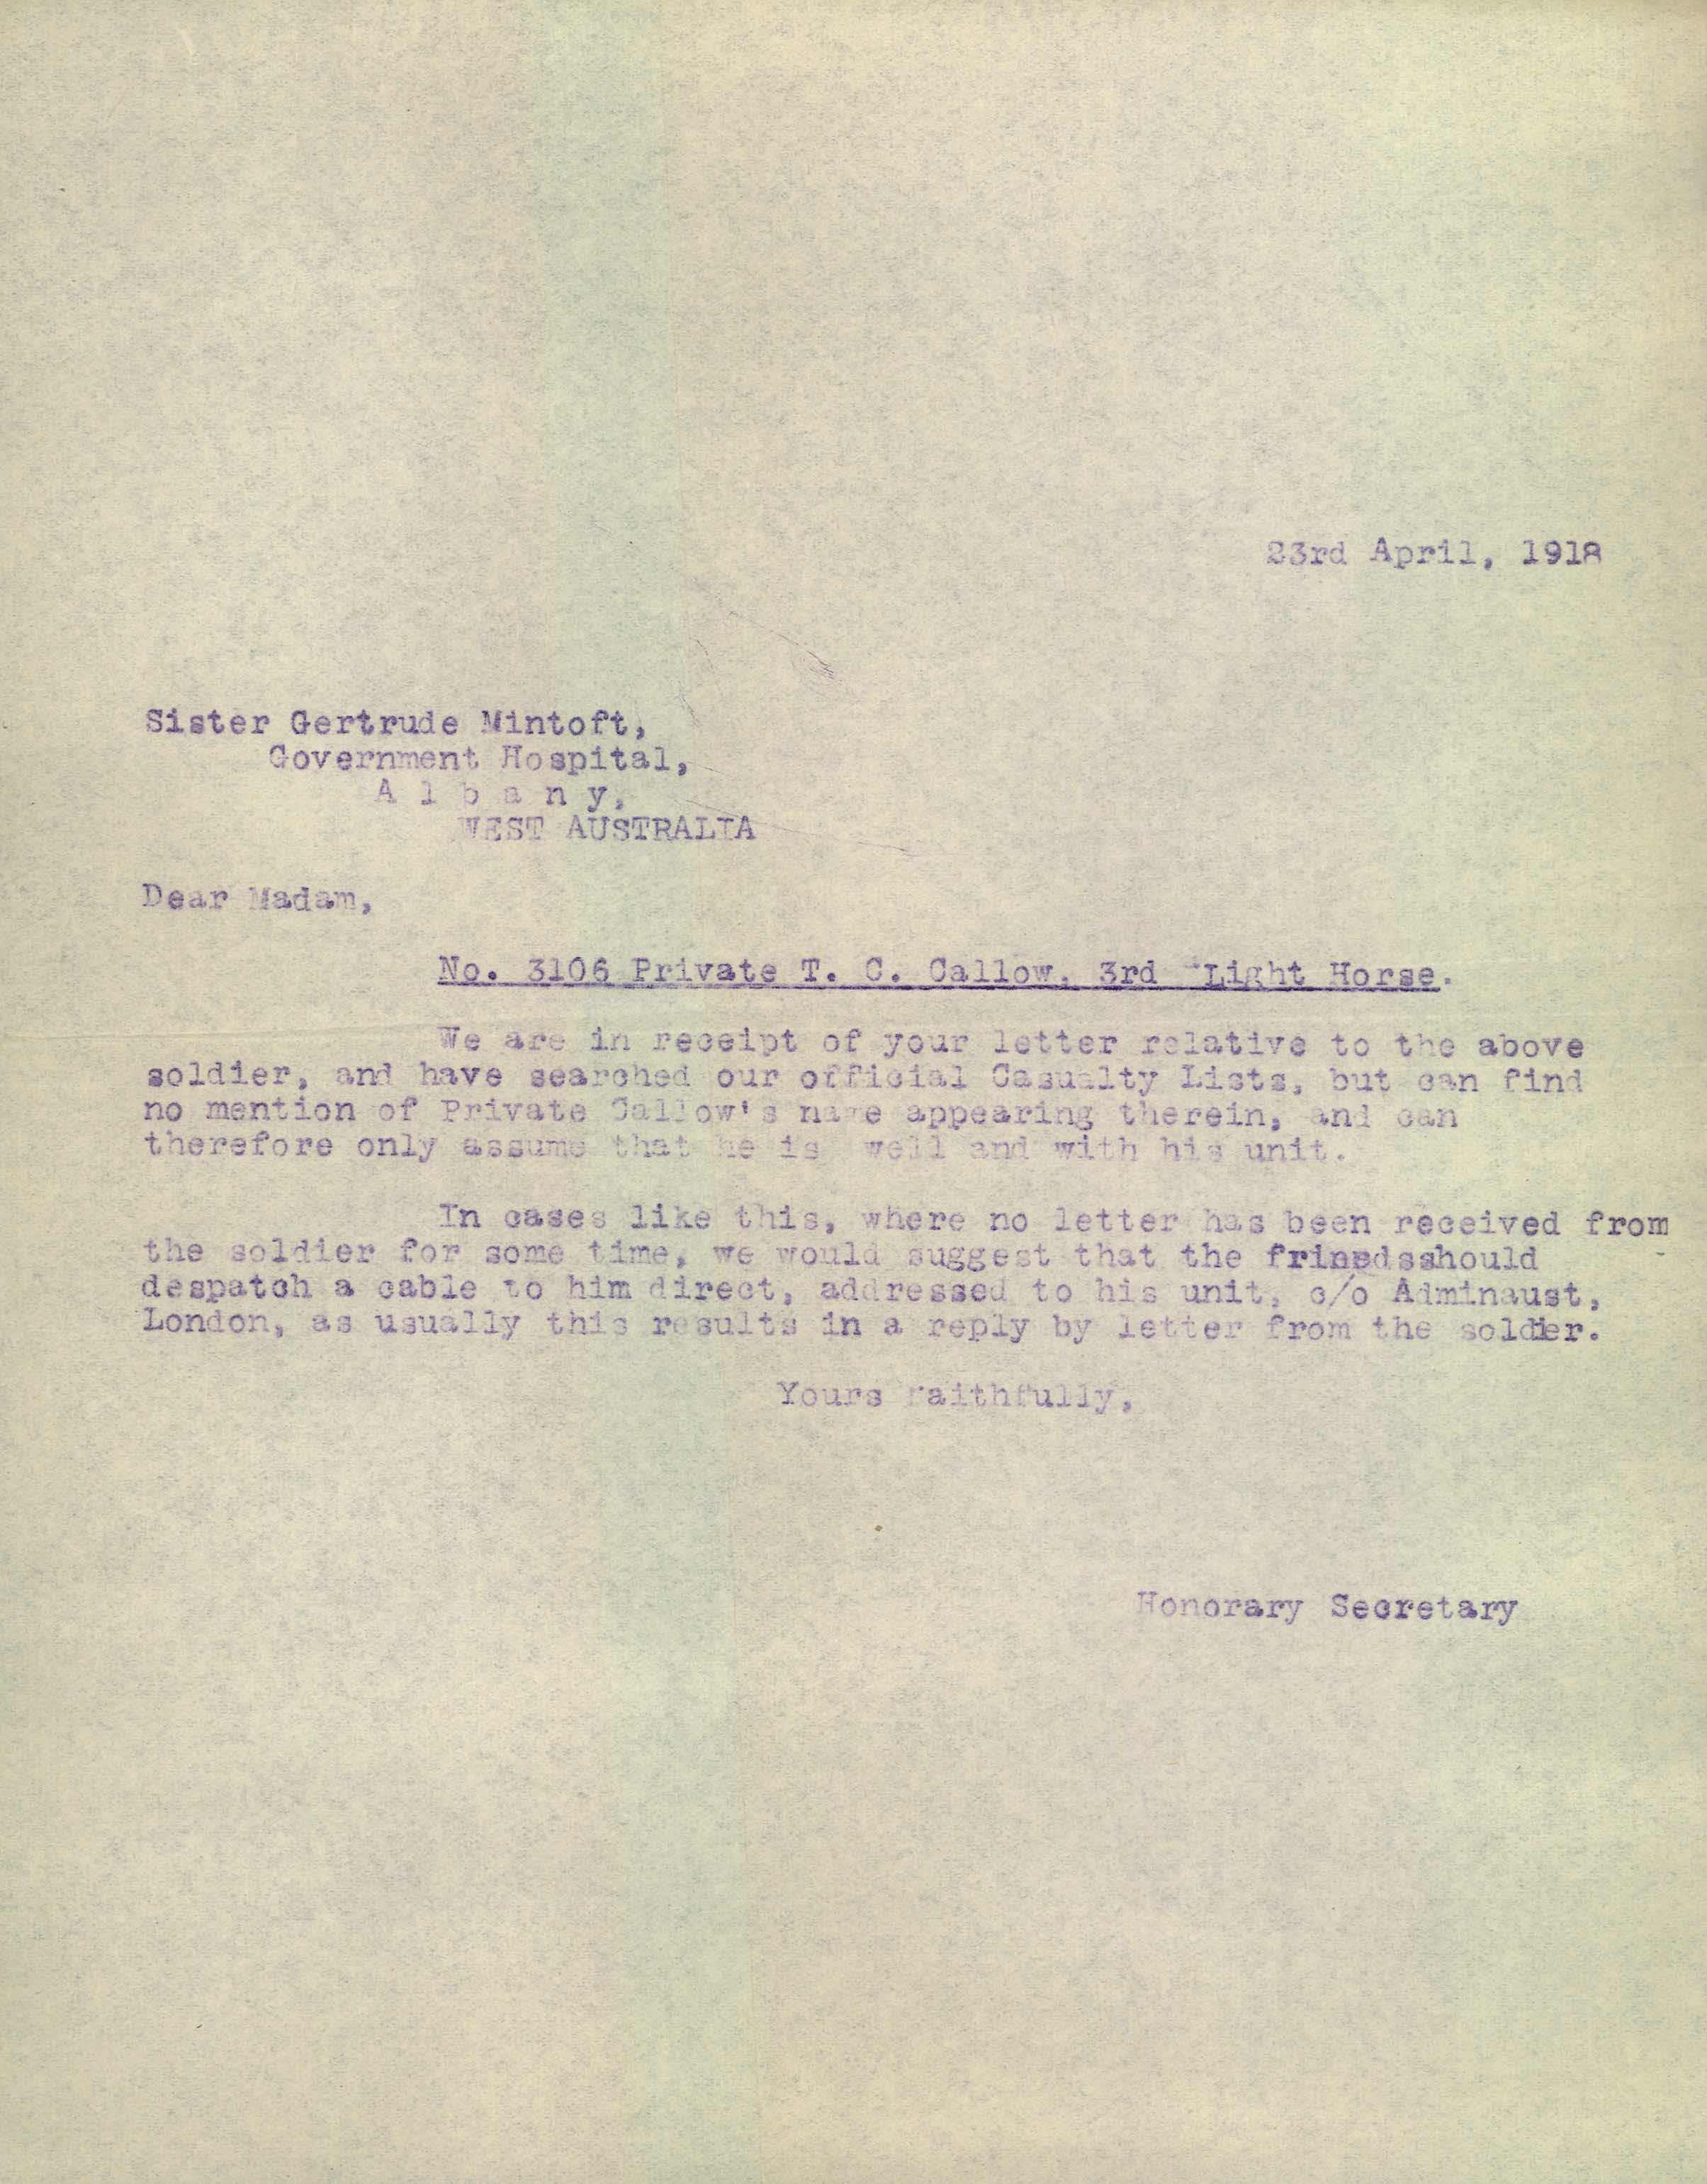 23rd April, 1918
Sister Gertrude Mintoft,
Government Hospital,
A l b a n y,
WEST AUSTRALIA
Dear Madam,
No. 3106 Private T. C. Callow, 3rd Light Horse.
We are in receipt of your letter relative to the above
soldier, and have searched our official Casualty Lists, but can find
no mention of Private Callow's name appearing therein, and can
therefore only assume that he is well and with his unit.
In cases like this, where no letter has been received from
the soldier for some time, we would suggest that the frinedsshould
despatch a cable to him direct, addressed to his unit, c/o Adminaust,
London, as usually this results in a reply by letter from the soldier.
Yours faithfully,
Honorary Secretary